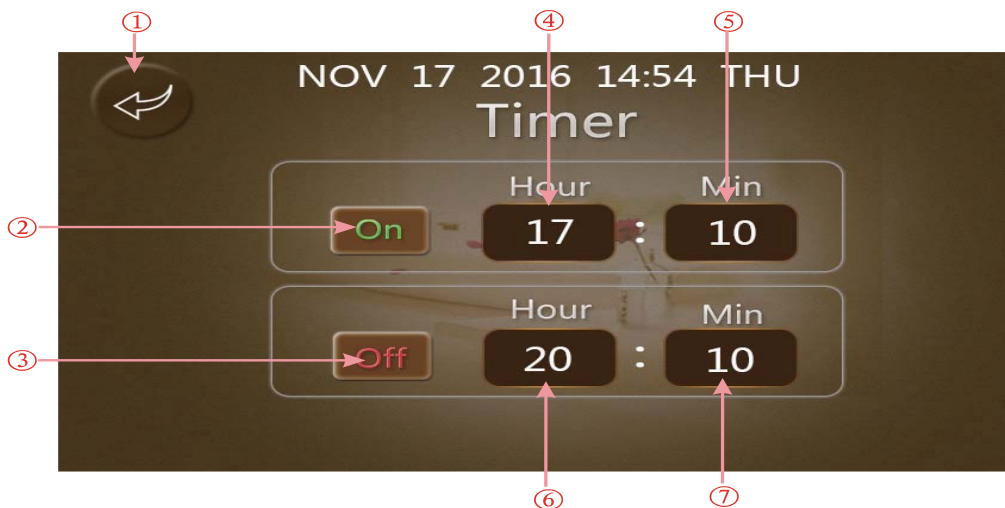 ① ④ ⑤
NOV 17 2016 14:54 THU
Timer
Hour Min
② On 17 : 10
Hour Min
③ Off 20 : 10
⑥ ⑦